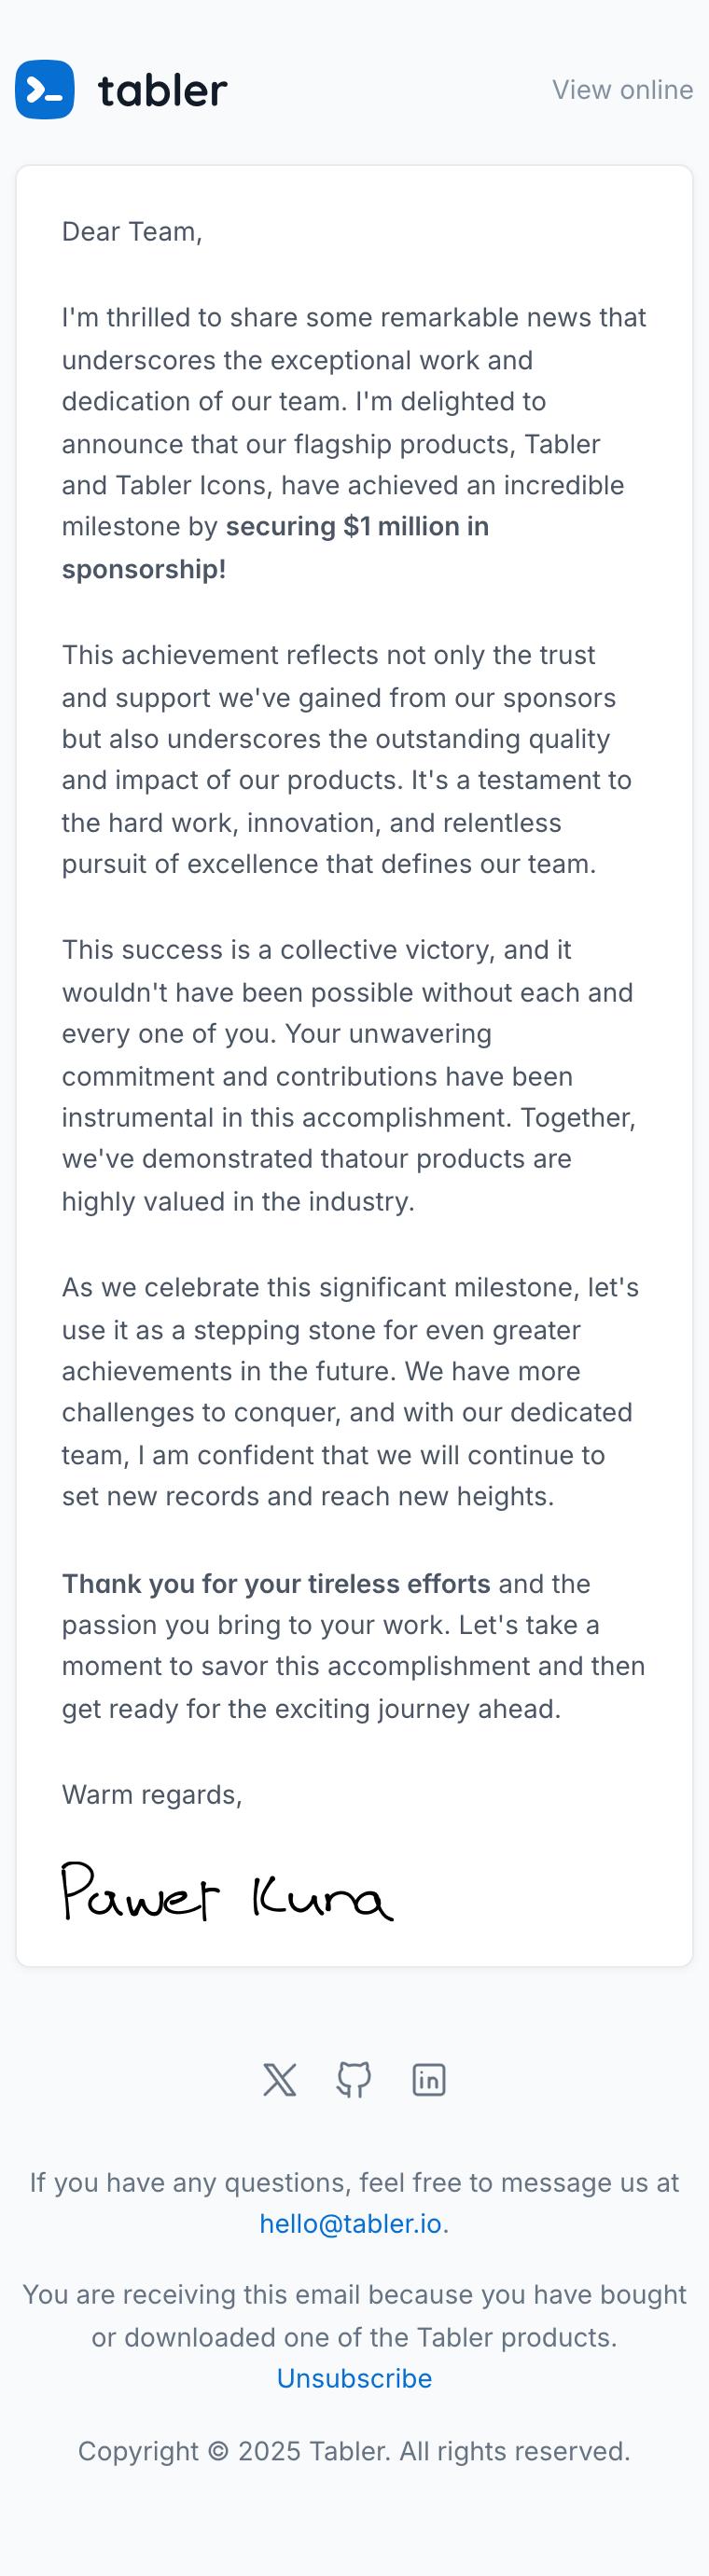 tabler
View online
Dear Team,
I'm thrilled to share some remarkable news that
underscores the exceptional work and
dedication of our team. I'm delighted to
announce that our flagship products, Tabler
and Tabler Icons, have achieved an incredible
milestone by securing $1 million in
sponsorship!
This achievement reflects not only the trust
and support we've gained from our sponsors
but also underscores the outstanding quality
and impact of our products. It's a testament to
the hard work, innovation, and relentless
pursuit of excellence that defines our team.
This success is a collective victory, and it
wouldn't have been possible without each and
every one of you. Your unwavering
commitment and contributions have been
instrumental in this accomplishment. Together,
we've demonstrated thatour products are
highly valued in the industry.
As we celebrate this significant milestone, let's
use it as a stepping stone for even greater
achievements in the future. We have more
challenges to conquer, and with our dedicated
team, I am confident that we will continue to
set new records and reach new heights.
Thank you for your tireless efforts and the
passion you bring to your work. Let's take a
moment to savor this accomplishment and then
get ready for the exciting journey ahead.
Warm regards,
Paweł Kuna
If you have any questions, feel free to message us at
hello@tabler.io.
You are receiving this email because you have bought
or downloaded one of the Tabler products.
Unsubscribe
Copyright © 2025 Tabler. All rights reserved.